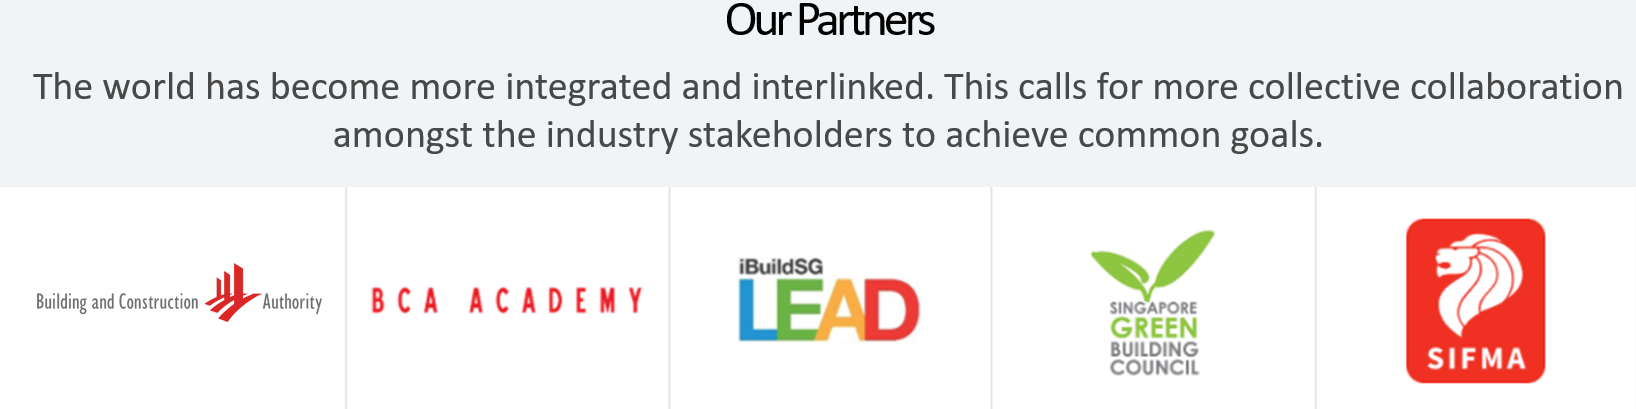 Our Partners
The world has become more integrated and interlinked. This calls for more collective collaboration
amongst the industry stakeholders to achieve common goals.
Building and Construction Authority
BCA ACADEMY
iBuildSG
LEAD
SINGAPORE
GREEN
BUILDING
COUNCIL
SIFMA